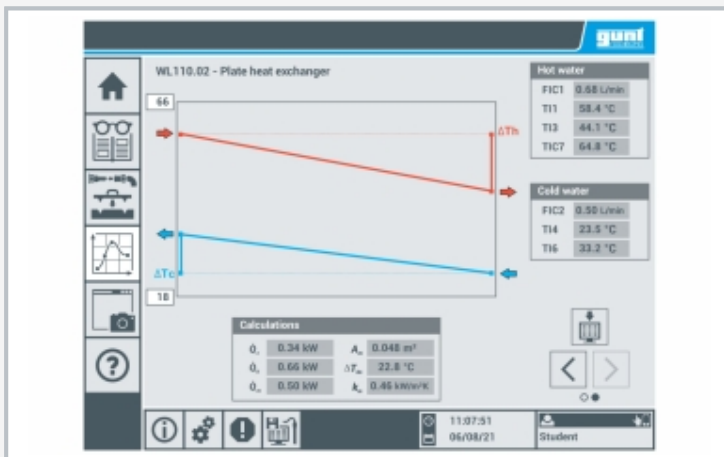 gunt
WL110.02 - Plate heat exchanger
66
ΔTh
ΔTc
18
Hot water
FIC1 0.68 L/min
TI1 58.4 °C
TI3 44.1 °C
TIC7 64.8 °C
Cold water
FIC2 0.50 L/min
TI4 23.5 °C
TI6 33.2 °C
Calculations
0.34 kW 0.048 m²
0.66 kW 22.8 °C
0.50 kW 0.46 kW/m²K
11:07:51
06/08/21
Student